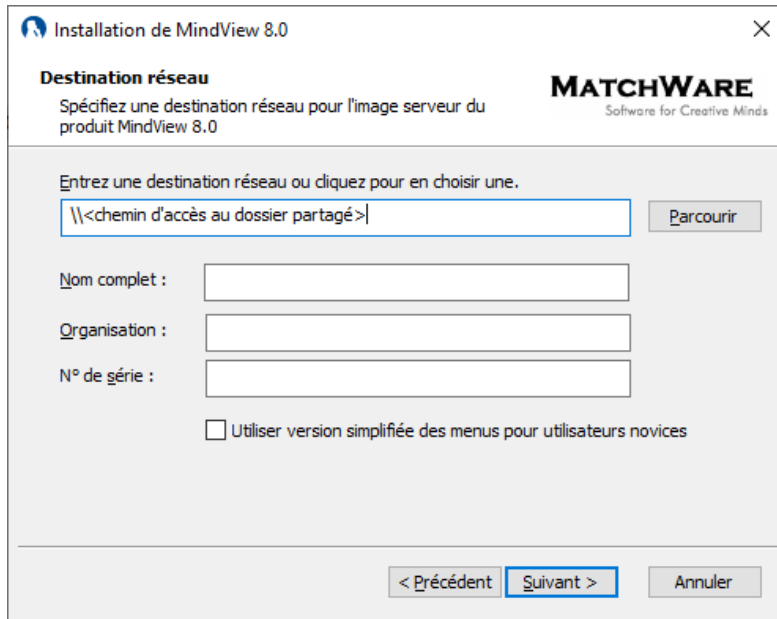 Installation de MindView 8.0
Destination réseau
Spécifiez une destination réseau pour l'image serveur du
produit MindView 8.0
MATCHWARE
Software for Creative Minds
Entrez une destination réseau ou cliquez pour en choisir une.
\\<chemin d'accès au dossier partagé>
Parcourir
Nom complet :
Organisation :
N° de série :
Utiliser version simplifiée des menus pour utilisateurs novices
< Précédent
Suivant >
Annuler